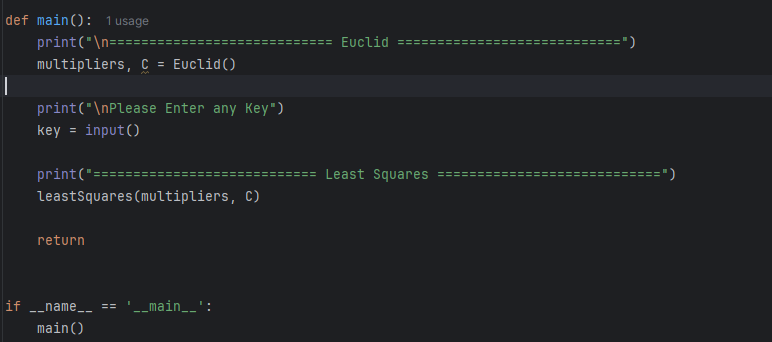 def main():  1 usage
    print("\n============================ Euclid ============================")
    multipliers, C = Euclid()

    print("\nPlease Enter any Key")
    key = input()

    print("============================ Least Squares ============================")
    leastSquares(multipliers, C)

    return


if __name__ == '__main__':
    main()